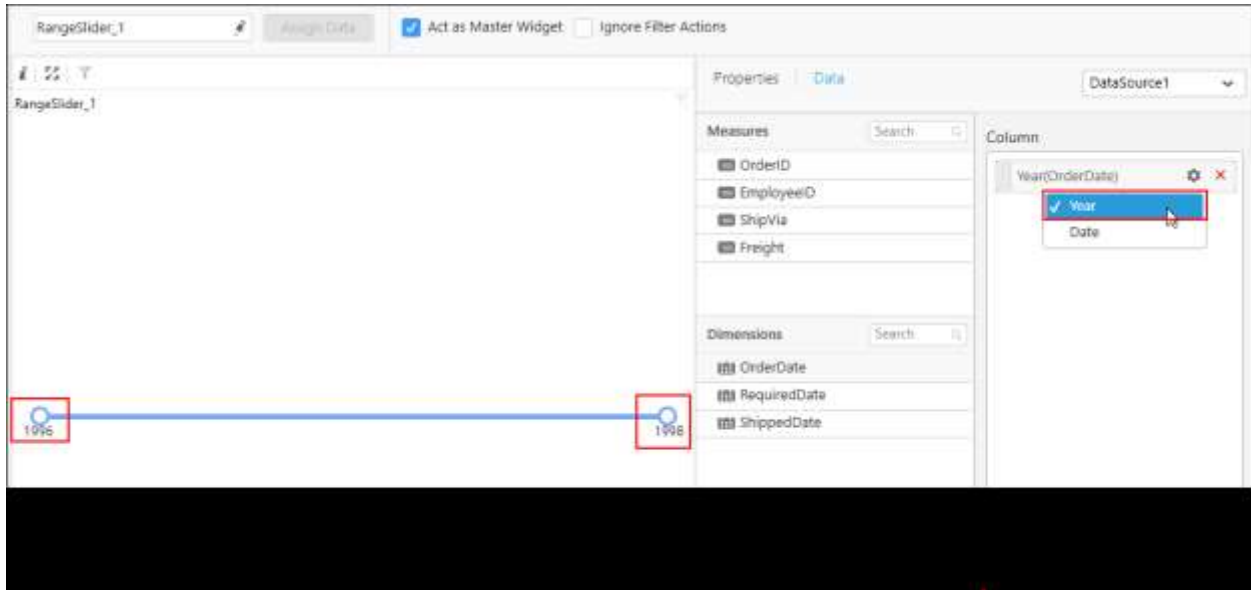 RangeSlider_1 Assign Data Act as Master Widget Ignore Filter Actions
Properties Data DataSource1
RangeSlider_1
Measures Search Column
OrderID
EmployeeID
ShipVia
Freight
Year(OrderDate)
Year
Date
Dimensions Search
OrderDate
RequiredDate
ShippedDate
1996 1998